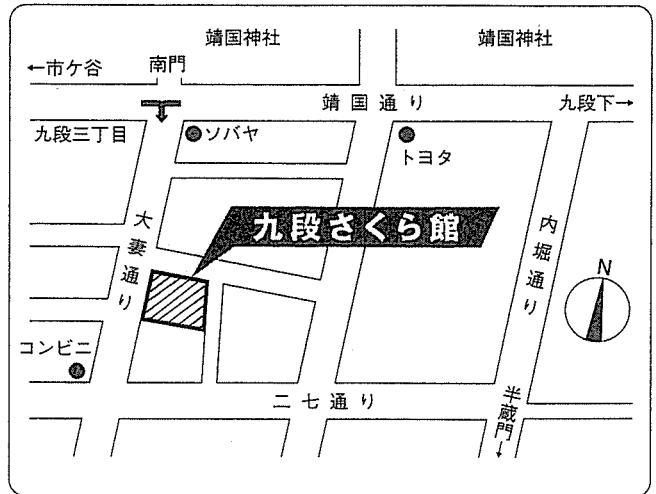 靖国神社
靖国神社
←市ケ谷
南門
靖国通り
九段下→
九段三丁目
ソバヤ
トヨタ
大妻通り
九段さくら館
内堀通り
N
コンビニ
二七通り
半蔵門→